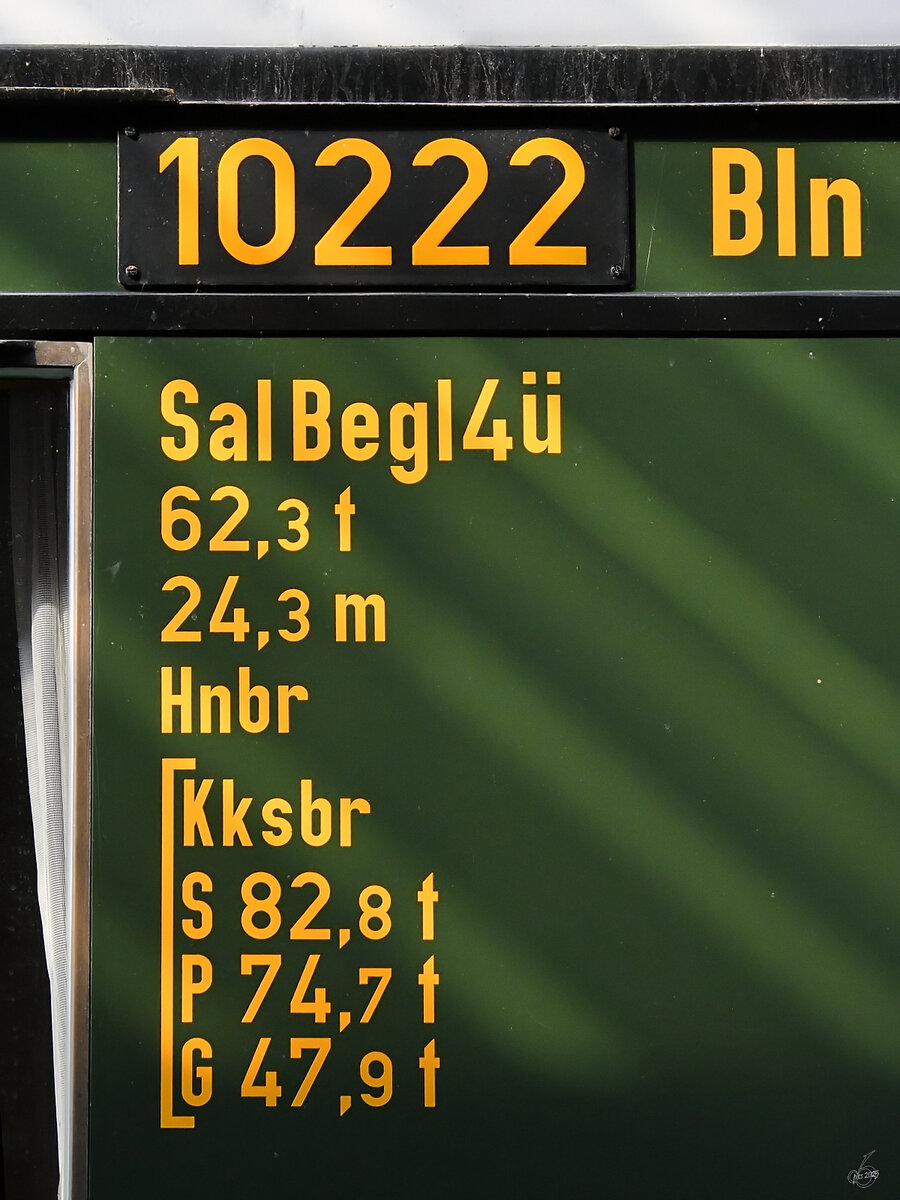 10222 Bln
Sal Begl 4ü
62,3 t
24,3 m
Hnbr
Kksbr
S 82,8 t
P 74,7 t
G 47,9 t